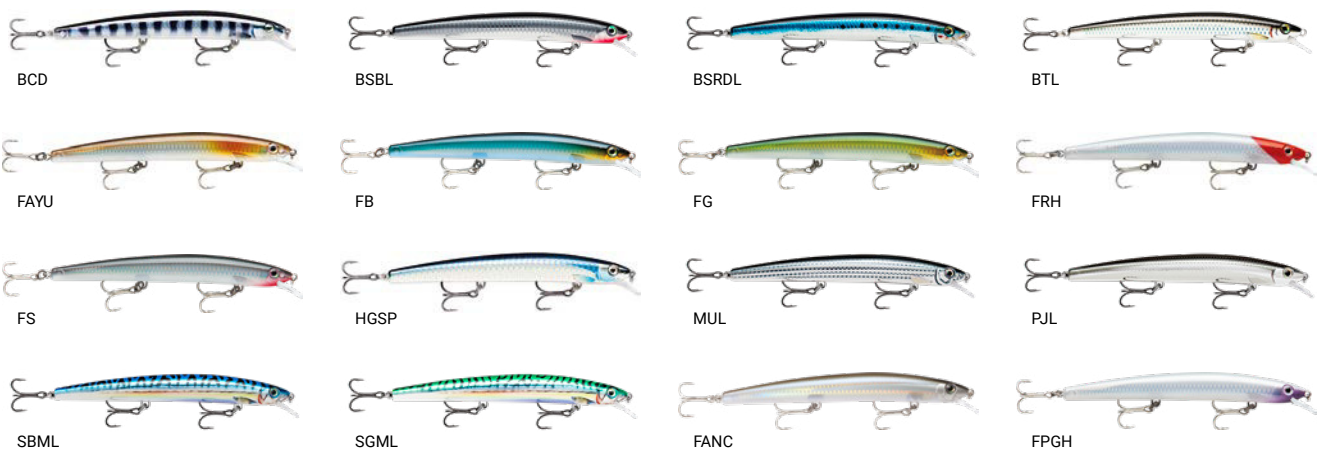 BCD
BSBL
BSRDL
BTL
FAYU
FB
FG
FRH
FS
HGSP
MUL
PJL
SBML
SGML
FANC
FPGH